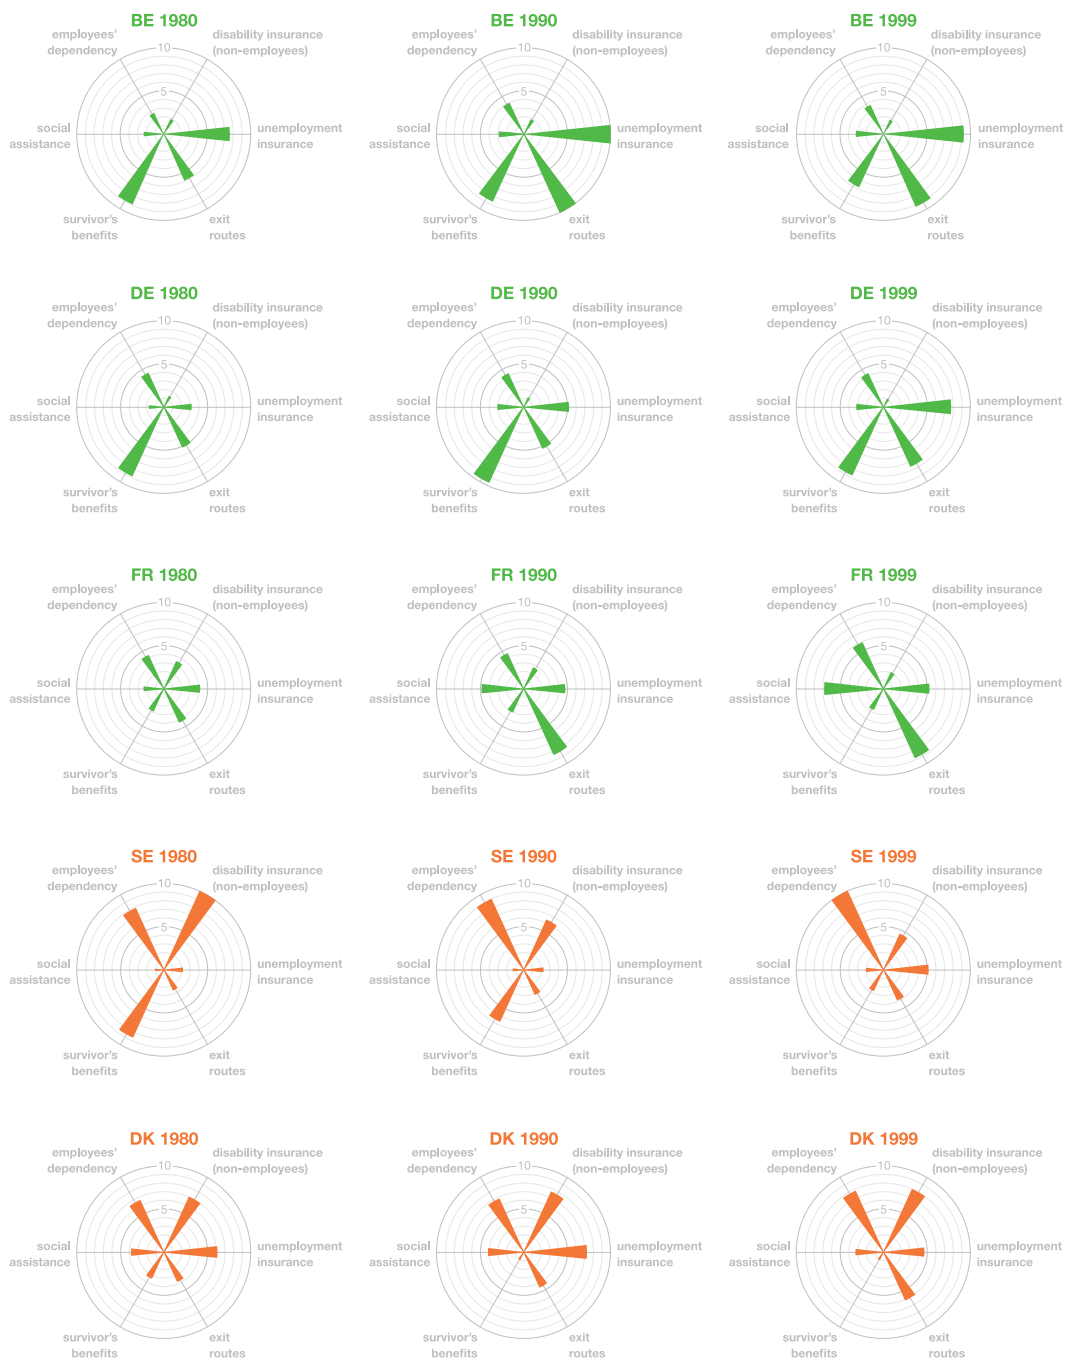 BE 1980
employees'
dependency
disability insurance
(non-employees)
10
5
social
assistance
unemployment
insurance
survivor's
benefits
exit
routes
BE 1990
employees'
dependency
disability insurance
(non-employees)
10
5
social
assistance
unemployment
insurance
survivor's
benefits
exit
routes
BE 1999
employees'
dependency
disability insurance
(non-employees)
10
5
social
assistance
unemployment
insurance
survivor's
benefits
exit
routes
DE 1980
employees'
dependency
disability insurance
(non-employees)
10
5
social
assistance
unemployment
insurance
survivor's
benefits
exit
routes
DE 1990
employees'
dependency
disability insurance
(non-employees)
10
5
social
assistance
unemployment
insurance
survivor's
benefits
exit
routes
DE 1999
employees'
dependency
disability insurance
(non-employees)
10
5
social
assistance
unemployment
insurance
survivor's
benefits
exit
routes
FR 1980
employees'
dependency
disability insurance
(non-employees)
10
5
social
assistance
unemployment
insurance
survivor's
benefits
exit
routes
FR 1990
employees'
dependency
disability insurance
(non-employees)
10
5
social
assistance
unemployment
insurance
survivor's
benefits
exit
routes
FR 1999
employees'
dependency
disability insurance
(non-employees)
10
5
social
assistance
unemployment
insurance
survivor's
benefits
exit
routes
SE 1980
employees'
dependency
disability insurance
(non-employees)
10
5
social
assistance
unemployment
insurance
survivor's
benefits
exit
routes
SE 1990
employees'
dependency
disability insurance
(non-employees)
10
5
social
assistance
unemployment
insurance
survivor's
benefits
exit
routes
SE 1999
employees'
dependency
disability insurance
(non-employees)
10
5
social
assistance
unemployment
insurance
survivor's
benefits
exit
routes
DK 1980
employees'
dependency
disability insurance
(non-employees)
10
5
social
assistance
unemployment
insurance
survivor's
benefits
exit
routes
DK 1990
employees'
dependency
disability insurance
(non-employees)
10
5
social
assistance
unemployment
insurance
survivor's
benefits
exit
routes
DK 1999
employees'
dependency
disability insurance
(non-employees)
10
5
social
assistance
unemployment
insurance
survivor's
benefits
exit
routes